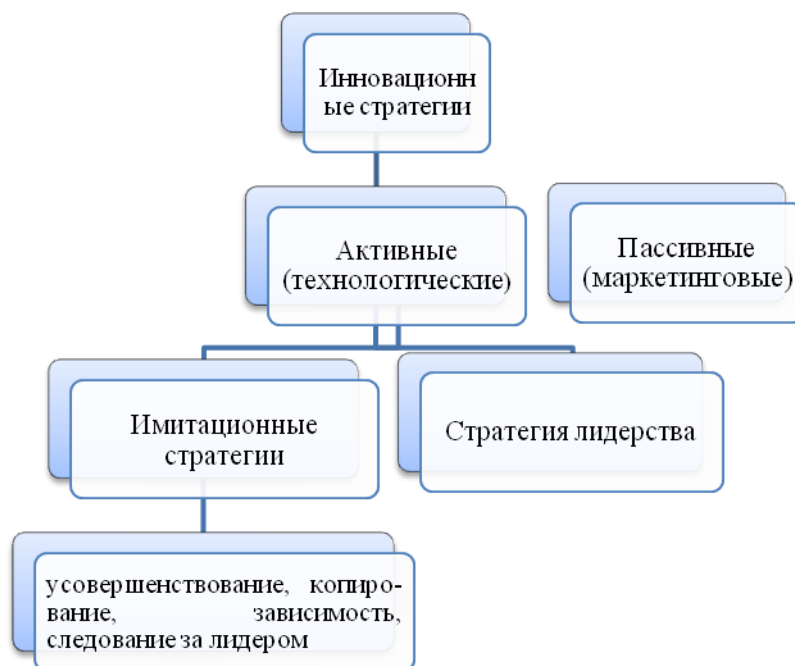 Инновационн
ые стратегии
Активные
(технологические)
Пассивные
(маркетинговые)
Имитационные
стратегии
Стратегия лидерства
усовершенствование, копиро-
вание, зависимость,
следование за лидером